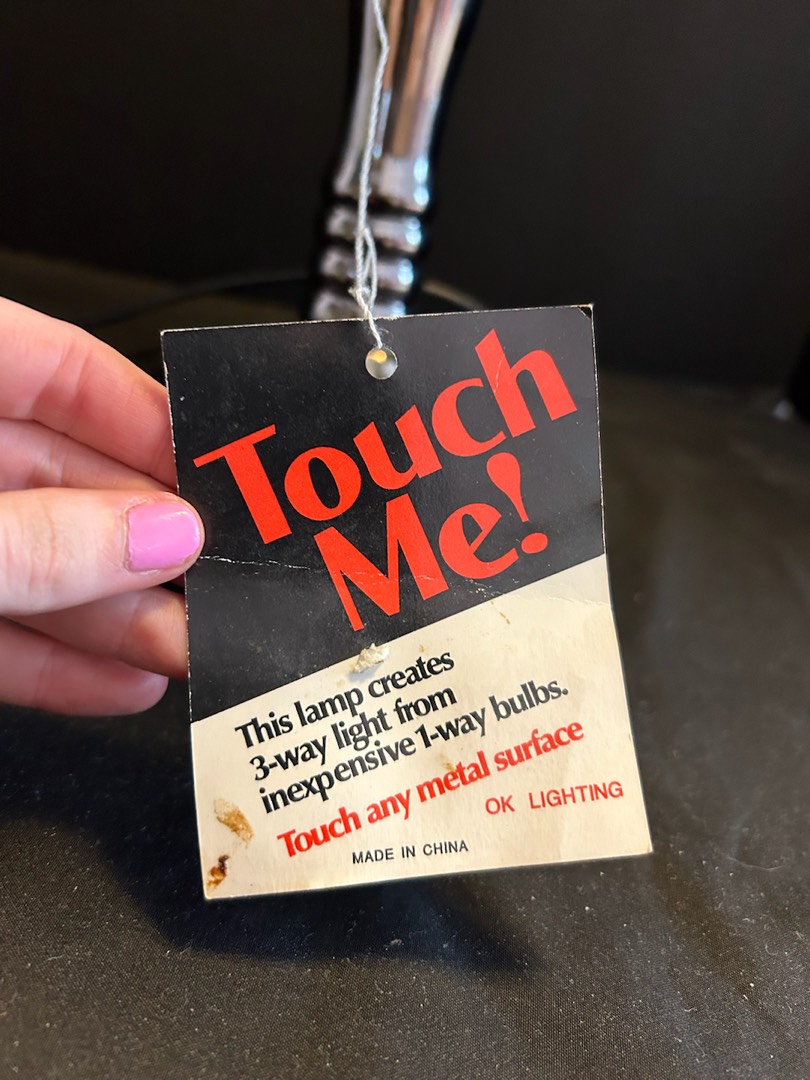 Touch
Me!
This lamp creates
3-way light from
inexpensive 1-way bulbs.
Touch any metal surface
OK LIGHTING
MADE IN CHINA